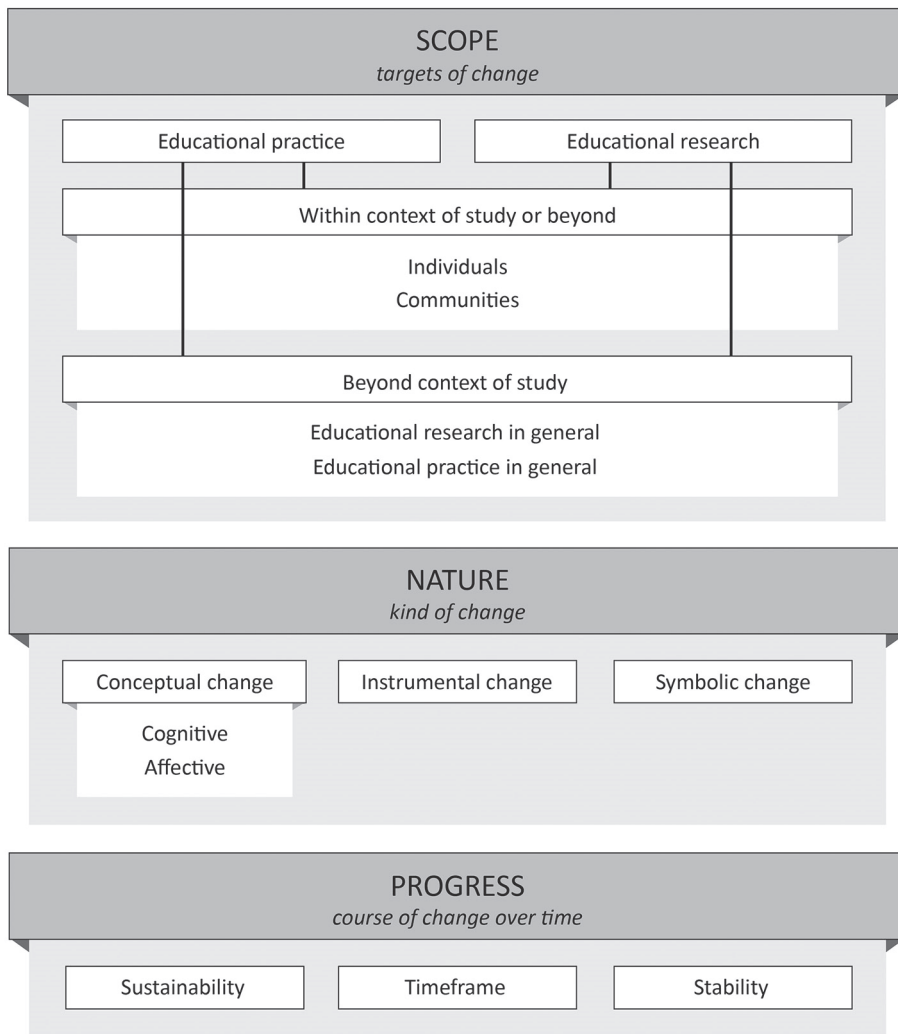 SCOPE
targets of change
Educational practice
Educational research
Within context of study or beyond
Individuals
Communities
Beyond context of study
Educational research in general
Educational practice in general
NATURE
kind of change
Conceptual change
Instrumental change
Symbolic change
Cognitive
Affective
PROGRESS
course of change over time
Sustainability
Timeframe
Stability